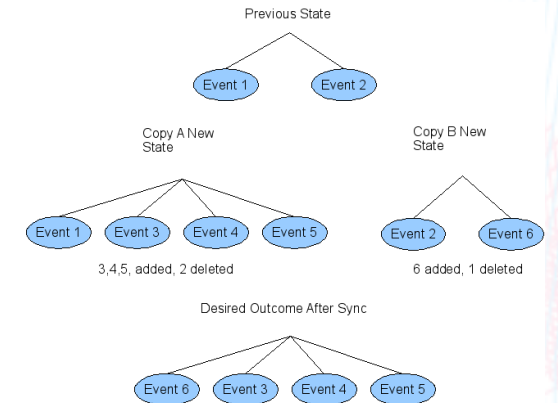 Previous State
Event 1
Event 2
Copy A New
State
Event 1
Event 3
Event 4
Event 5
3,4,5, added, 2 deleted
Copy B New
State
Event 2
Event 6
6 added, 1 deleted
Desired Outcome After Sync
Event 6
Event 3
Event 4
Event 5